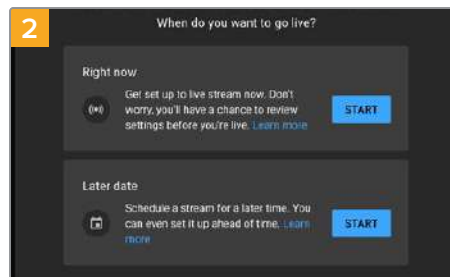 2
When do you want to go live?
Right now
Get set up to live stream now. Don't
worry, you'll have a chance to review
settings before you're live. Learn more
START
Later date
Schedule a stream for a later time. You
can even set it up ahead of time. Learn
more
START